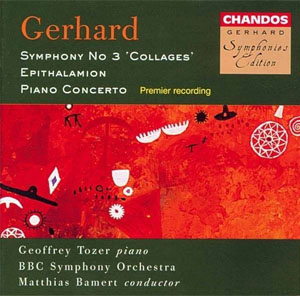 Gerhard
CHANDOS
GERHARD
Symphonies
Edition
SYMPHONY NO 3 'COLLAGES'
EPITHALAMION
PIANO CONCERTO Premier recording
Geoffrey Tozer piano
BBC Symphony Orchestra
Matthias Bamert conductor